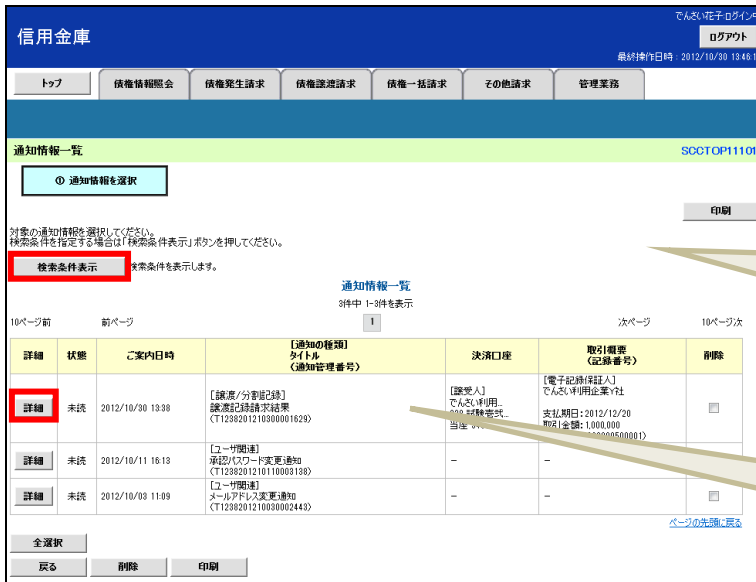 でんさい花子:ログイン中
信用金庫
ログアウト
最終操作日時：2012/10/30 13:46:1
トップ 債権情報照会 債権発生請求 債権譲渡請求 債権一括請求 その他請求 管理業務
通知情報一覧 SCCTOP11101
① 通知情報を選択
印刷
対象の通知情報を選択してください。
検索条件を指定する場合は「検索条件表示」ボタンを押してください。
検索条件表示 検索条件を表示します。
通知情報一覧
3件中 1-3件を表示
10ページ前 前ページ 1 次ページ 10ページ次
詳細 状態 ご案内日時 [通知の種類] タイトル (通知管理番号) 決済口座 取引概要 (記録番号) 削除
詳細 未読 2012/10/30 13:38
[譲渡/分割記録]
譲渡記録請求結果
(T1238201210300001629)
[譲受人]
でんさい利用…
試験壱弐…
当座
[電子記録保証人]
でんさい利用企業Y社
支払期日：2012/12/20
取引金額：1,000,000
詳細 未読 2012/10/11 16:13
[ユーザ関連]
承認パスワード変更通知
(T1238201210110003138)
- -
詳細 未読 2012/10/03 11:09
[ユーザ関連]
メールアドレス変更通知
(T1238201210030002443)
- -
ページの先頭に戻る
全選択
戻る 削除 印刷